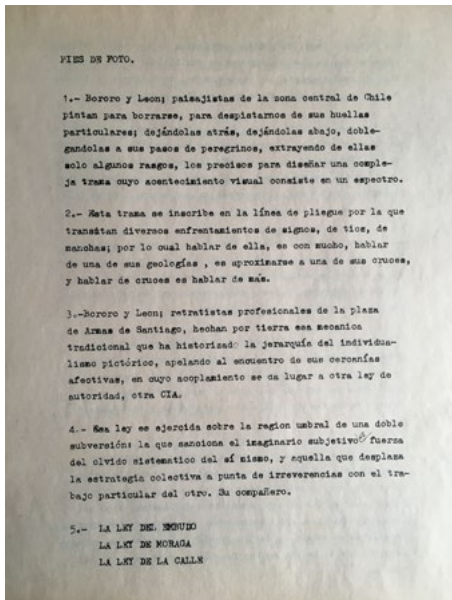 PIES DE FOTO.
1.- Bororo y Leon; paisajistas de la zona central de Chile
pintan para borrarse, para despistarnos de sus huellas
particulares; dejándolas atrás, dejándolas abajo, doble-
gandolas a sus pasos de peregrinos, extrayendo de ellas
solo algunos rasgos, los precisos para diseñar una comple-
ja trama cuyo acontecimiento visual consiste en un espectro.
2.- Esta trama se inscribe en la línea de pliegue por la que
transitan diversos enfrentamientos de signos, de tics, de
manchas; por lo cual hablar de ella, es con mucho, hablar
de una de sus geologías , es aproximarse a una de sus cruces,
y hablar de cruces es hablar de más.
3.-Bororo y Leon; retratistas profesionales de la plaza
de Armas de Santiago, hechan por tierra esa mecanica
tradicional que ha historizado la jerarquía del individua-
lismo pictórico, apelando al encuentro de sus cercanías
afectivas, en cuyo acoplamiento se da lugar a otra ley de
autoridad, otra CIA.
4.- Esa ley es ejercida sobre la region umbral de una doble
subversión: la que sanciona el imaginario subjetivo fuerza
del olvido sistematico del sí mismo, y aquella que desplaza
la estrategia colectiva a punta de irreverencias con el tra-
bajo particular del otro. Su compañero.
5.- LA LEY DEL EMBUDO
LA LEY DE MORAGA
LA LEY DE LA CALLE